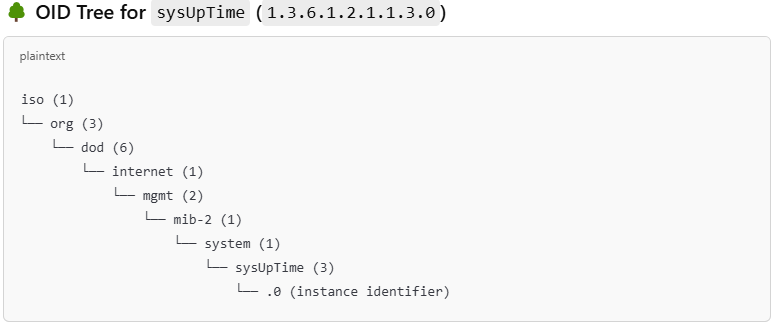 🌳 OID Tree for sysUpTime (1.3.6.1.2.1.1.3.0)
plaintext
iso (1)
└── org (3)
    └── dod (6)
        └── internet (1)
            └── mgmt (2)
                └── mib-2 (1)
                    └── system (1)
                        └── sysUpTime (3)
                            └── .0 (instance identifier)